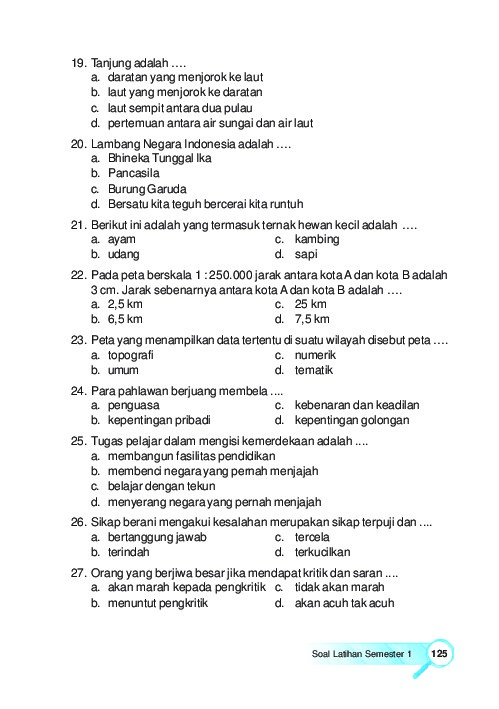 19. Tanjung adalah ....
a. daratan yang menjorok ke laut
b. laut yang menjorok ke daratan
c. laut sempit antara dua pulau
d. pertemuan antara air sungai dan air laut
20. Lambang Negara Indonesia adalah ....
a. Bhineka Tunggal Ika
b. Pancasila
c. Burung Garuda
d. Bersatu kita teguh bercerai kita runtuh
21. Berikut ini adalah yang termasuk ternak hewan kecil adalah ....
a. ayam c. kambing
b. udang d. sapi
22. Pada peta berskala 1 : 250.000 jarak antara kota A dan kota B adalah
3 cm. Jarak sebenarnya antara kota A dan kota B adalah ....
a. 2,5 km c. 25 km
b. 6,5 km d. 7,5 km
23. Peta yang menampilkan data tertentu di suatu wilayah disebut peta ....
a. topografi c. numerik
b. umum d. tematik
24. Para pahlawan berjuang membela ....
a. penguasa c. kebenaran dan keadilan
b. kepentingan pribadi d. kepentingan golongan
25. Tugas pelajar dalam mengisi kemerdekaan adalah ....
a. membangun fasilitas pendidikan
b. membenci negara yang pernah menjajah
c. belajar dengan tekun
d. menyerang negara yang pernah menjajah
26. Sikap berani mengakui kesalahan merupakan sikap terpuji dan ....
a. bertanggung jawab c. tercela
b. terindah d. terkucilkan
27. Orang yang berjiwa besar jika mendapat kritik dan saran ....
a. akan marah kepada pengkritik c. tidak akan marah
b. menuntut pengkritik d. akan acuh tak acuh
Soal Latihan Semester 1 125